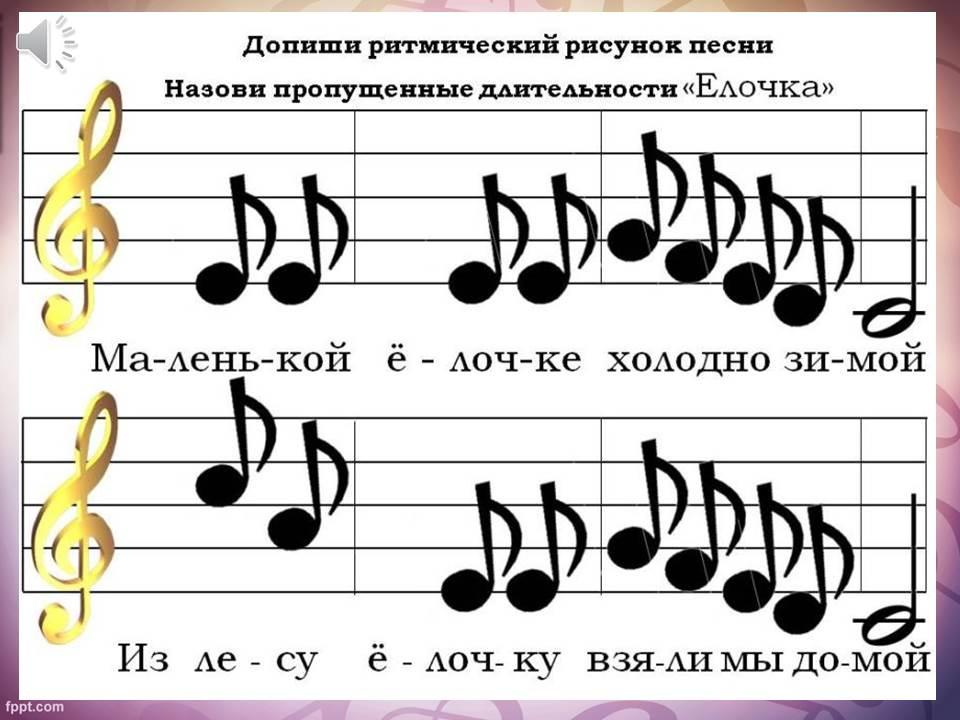 Допиши ритмический рисунок песни
Назови пропущенные длительности «Елочка»
Ма-лень-кой ё - лоч-ке холодно зи-мой
Из ле - су ё - лоч- ку взя-ли мы до-мой
fppt.com